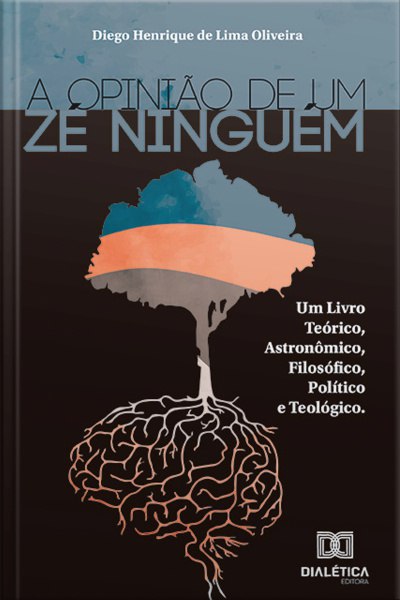 Diego Henrique de Lima Oliveira
A OPINIÃO DE UM
ZÉ NINGUÉM
Um Livro
Teórico,
Astronômico,
Filosófico,
Político
e Teológico.
DIALÉTICA
EDITORA